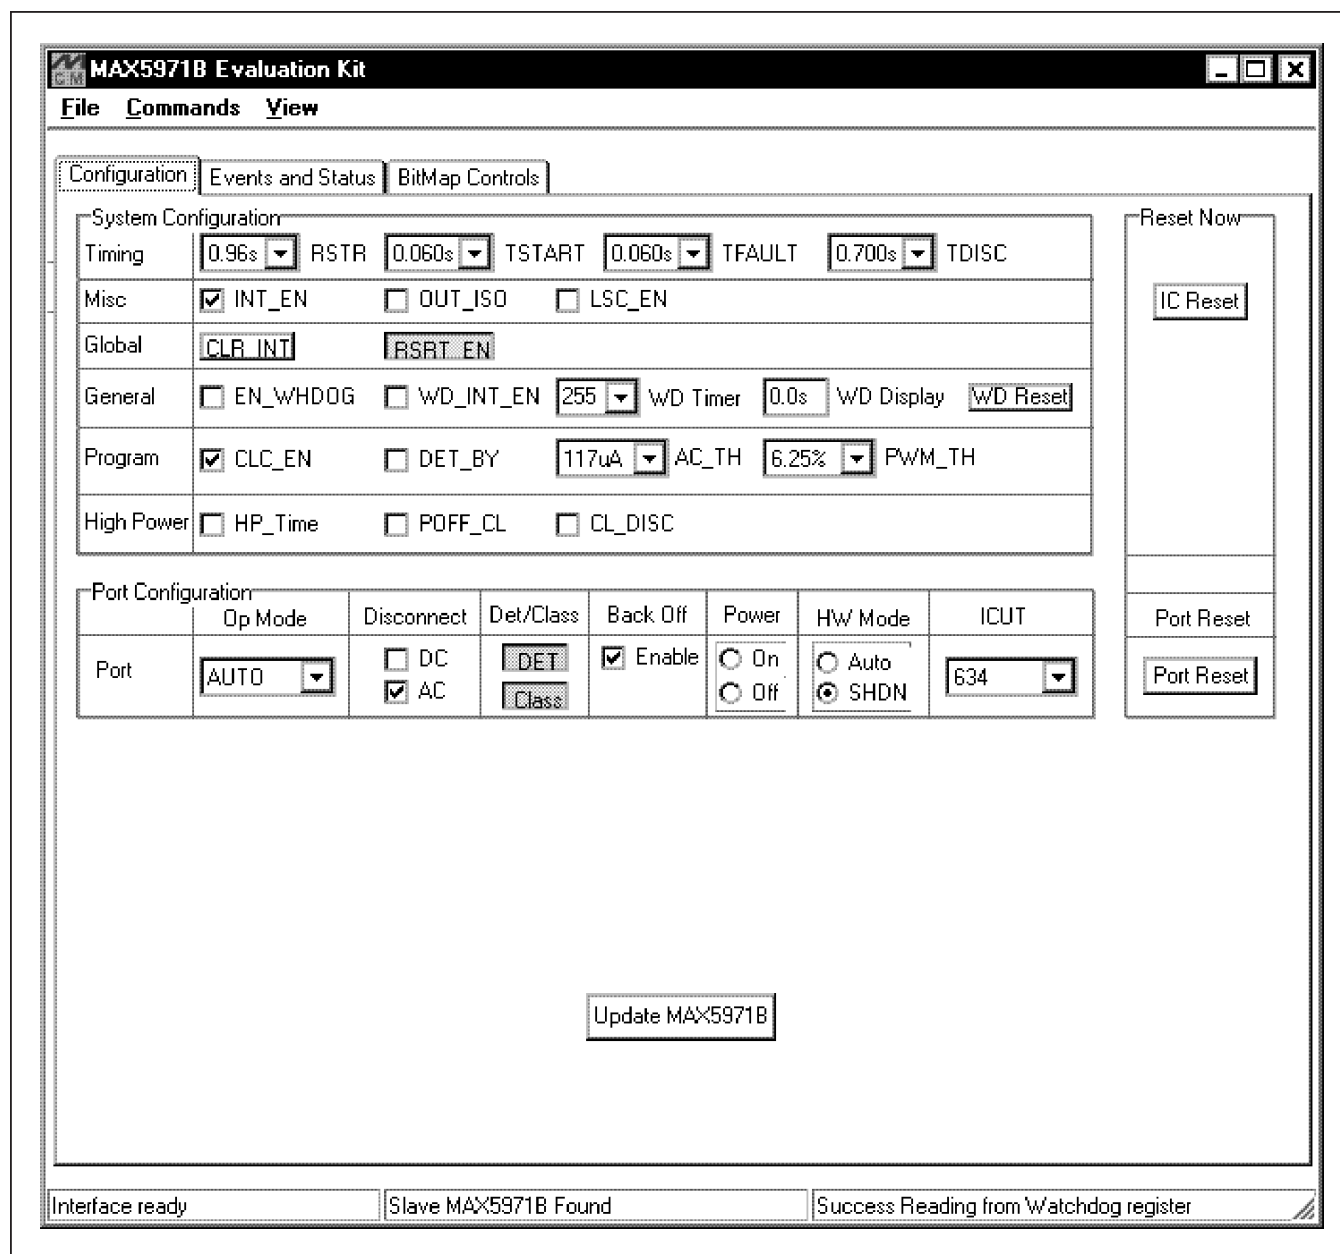 MAX5971B Evaluation Kit
File Commands View
Configuration Events and Status BitMap Controls
System Configuration
Reset Now
Timing 0.96s RSTR 0.060s TSTART 0.060s TFAULT 0.700s TDISC
Misc INT_EN OUT_ISO LSC_EN
IC Reset
Global CLR_INT RSRT_EN
General EN_WHDOG WD_INT_EN 255 WD Timer 0.0s WD Display WD Reset
Program CLC_EN DET_BY 117uA AC_TH 6.25% PWM_TH
High Power HP_Time POFF_CL CL_DISC
Port Configuration
Op Mode Disconnect Det/Class Back Off Power HW Mode ICUT Port Reset
DC DET Enable On Auto
Port AUTO 634 Port Reset
AC Class Off SHDN
Update MAX5971B
Interface ready Slave MAX5971B Found Success Reading from Watchdog register